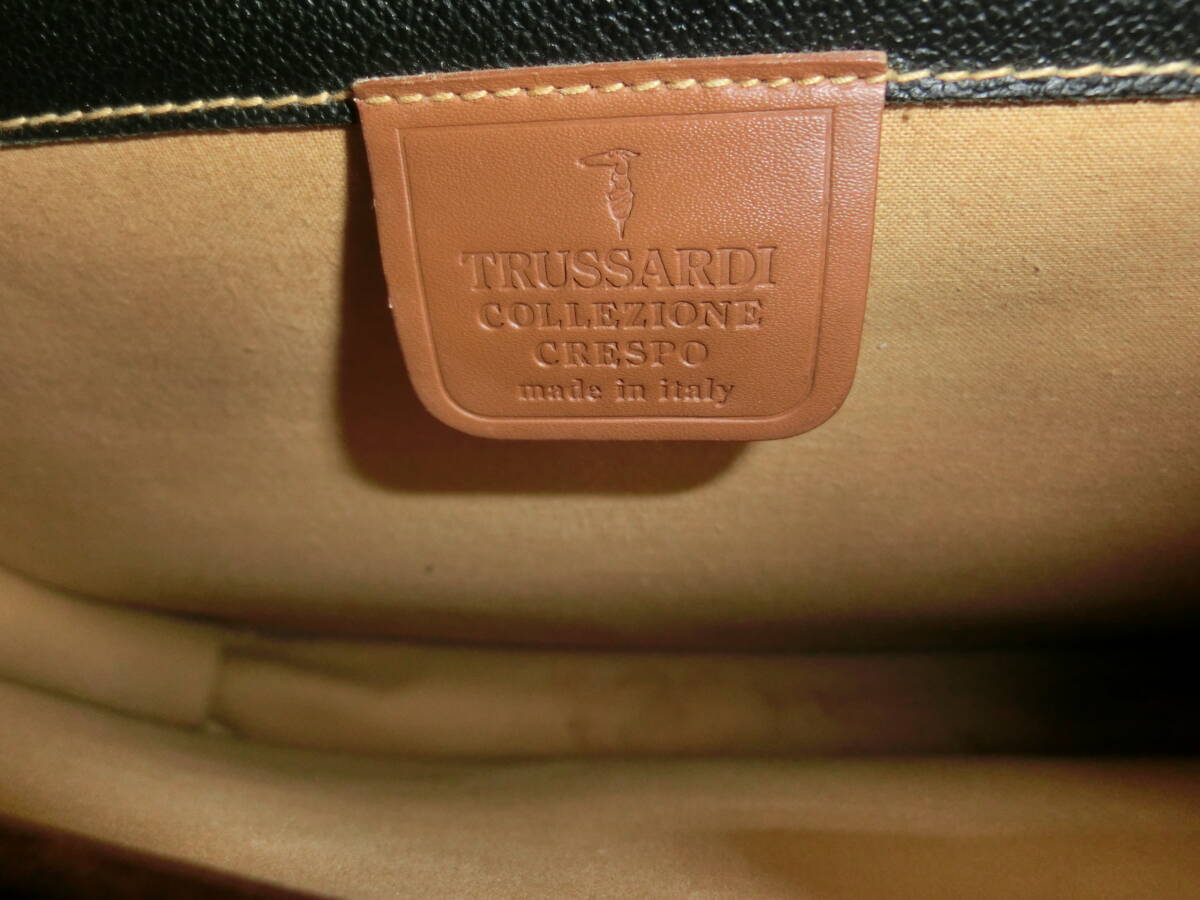 TRUSSARDI
COLLEZIONE
CRESPO
made in italy